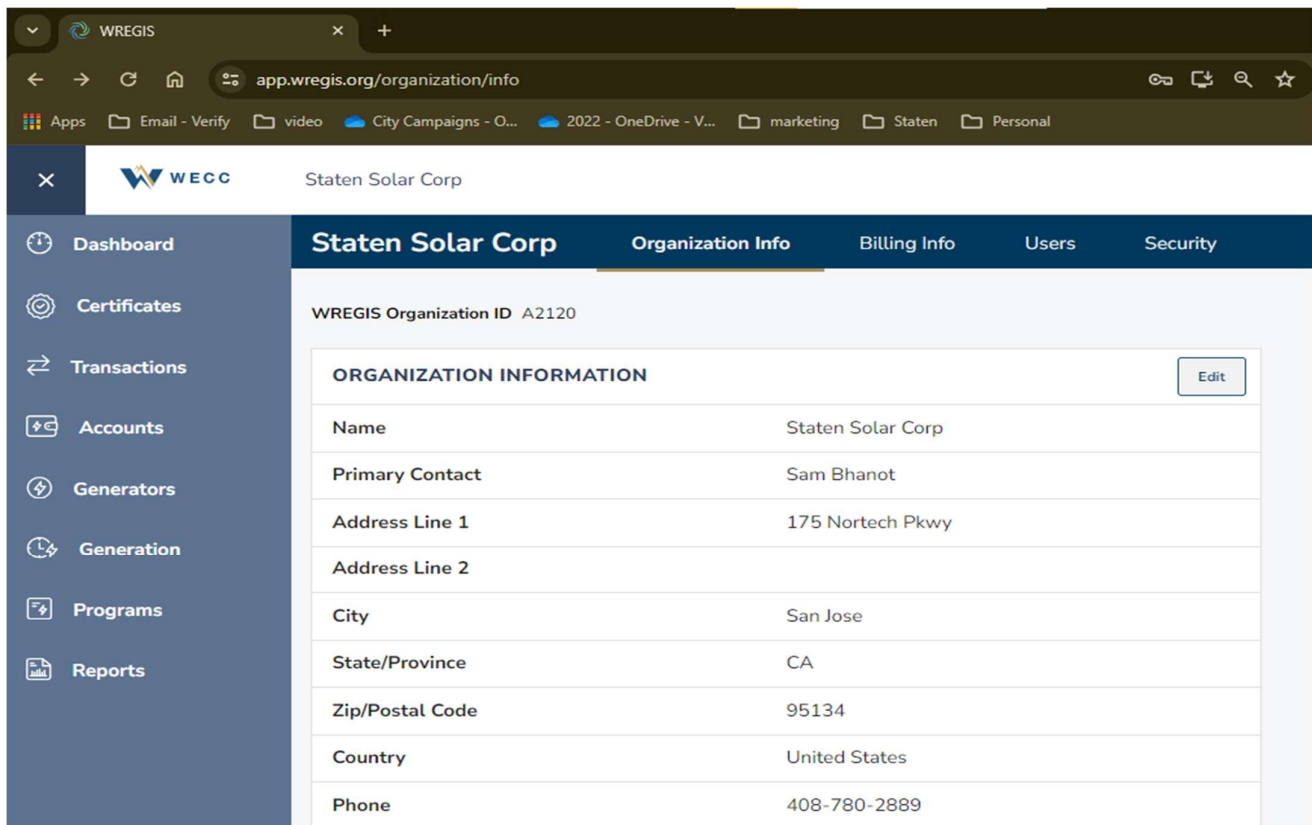 WREGIS
app.wregis.org/organization/info
Apps Email - Verify video City Campaigns - O... 2022 - OneDrive - V... marketing Staten Personal
WECC Staten Solar Corp
Dashboard
Certificates
Transactions
Accounts
Generators
Generation
Programs
Reports
Staten Solar Corp Organization Info Billing Info Users Security
WREGIS Organization ID A2120
ORGANIZATION INFORMATION Edit
Name Staten Solar Corp
Primary Contact Sam Bhanot
Address Line 1 175 Nortech Pkwy
Address Line 2
City San Jose
State/Province CA
Zip/Postal Code 95134
Country United States
Phone 408-780-2889